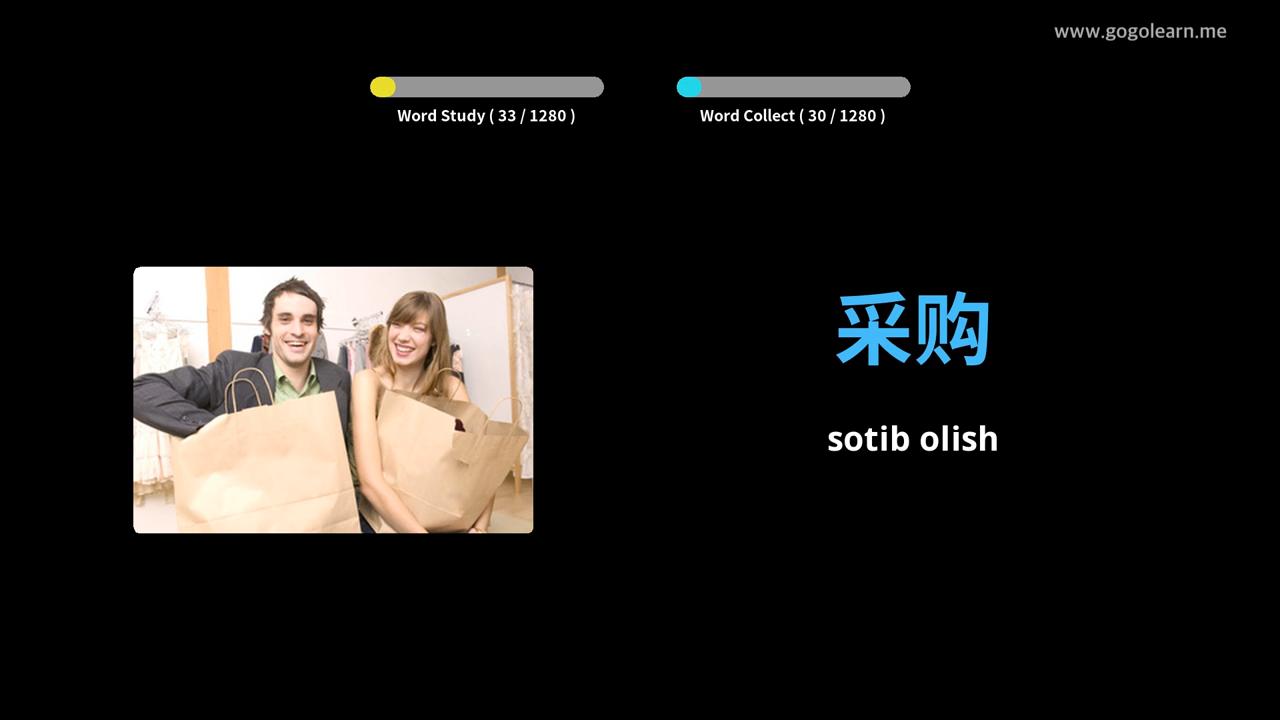 www.gogolearn.me
Word Study ( 33 / 1280 )
Word Collect ( 30 / 1280 )
采购
sotib olish